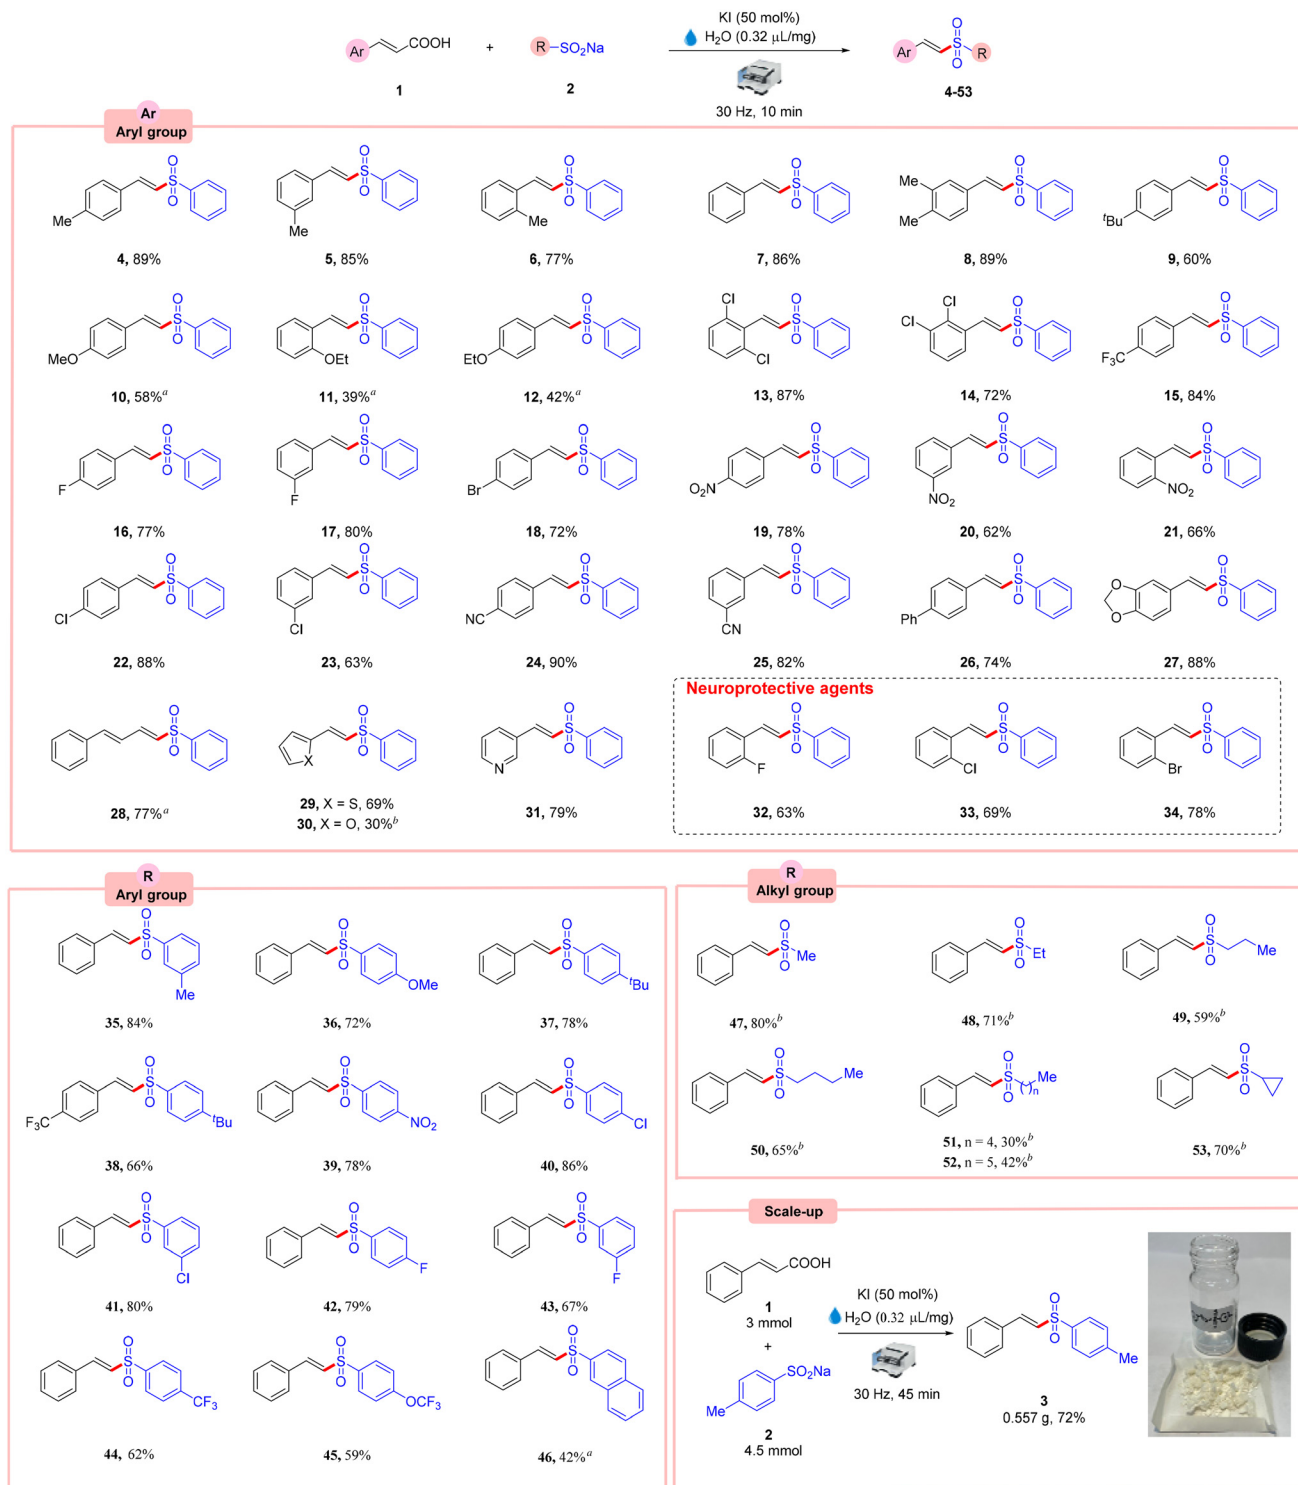 Ar COOH + R SO2Na KI (50 mol%) Ar S O O R
H2O (0.32 μL/mg)
30 Hz, 10 min
1 2 4-53
Ar
Aryl group
Me
Me
Me
Me
Me
tBu
4, 89% 5, 85% 6, 77% 7, 86% 8, 89% 9, 60%
MeO
OEt
EtO
Cl
Cl
Cl
Cl
F3C
10, 58%a 11, 39%a 12, 42%a 13, 87% 14, 72% 15, 84%
F
F
Br
O2N
NO2
NO2
16, 77% 17, 80% 18, 72% 19, 78% 20, 62% 21, 66%
Cl
Cl
NC
CN
Ph
O
O
22, 88% 23, 63% 24, 90% 25, 82% 26, 74% 27, 88%
Neuroprotective agents
X
N
F
Cl
Br
28, 77%a 29, X = S, 69% 31, 79% 32, 63% 33, 69% 34, 78%
30, X = O, 30%b
R
Aryl group
Me
OMe
tBu
35, 84% 36, 72% 37, 78%
F3C
tBu
NO2
Cl
38, 66% 39, 78% 40, 86%
Cl
F
F
41, 80% 42, 79% 43, 67%
CF3
OCF3
44, 62% 45, 59% 46, 42%a
R
Alkyl group
Me
Et
Me
47, 80%b 48, 71%b 49, 59%b
Me
Me
n
50, 65%b 51, n = 4, 30%b 53, 70%b
52, n = 5, 42%b
Scale-up
COOH
1
3 mmol
+
SO2Na
Me
2
4.5 mmol
KI (50 mol%)
H2O (0.32 μL/mg)
30 Hz, 45 min
O
S
O
Me
3
0.557 g, 72%